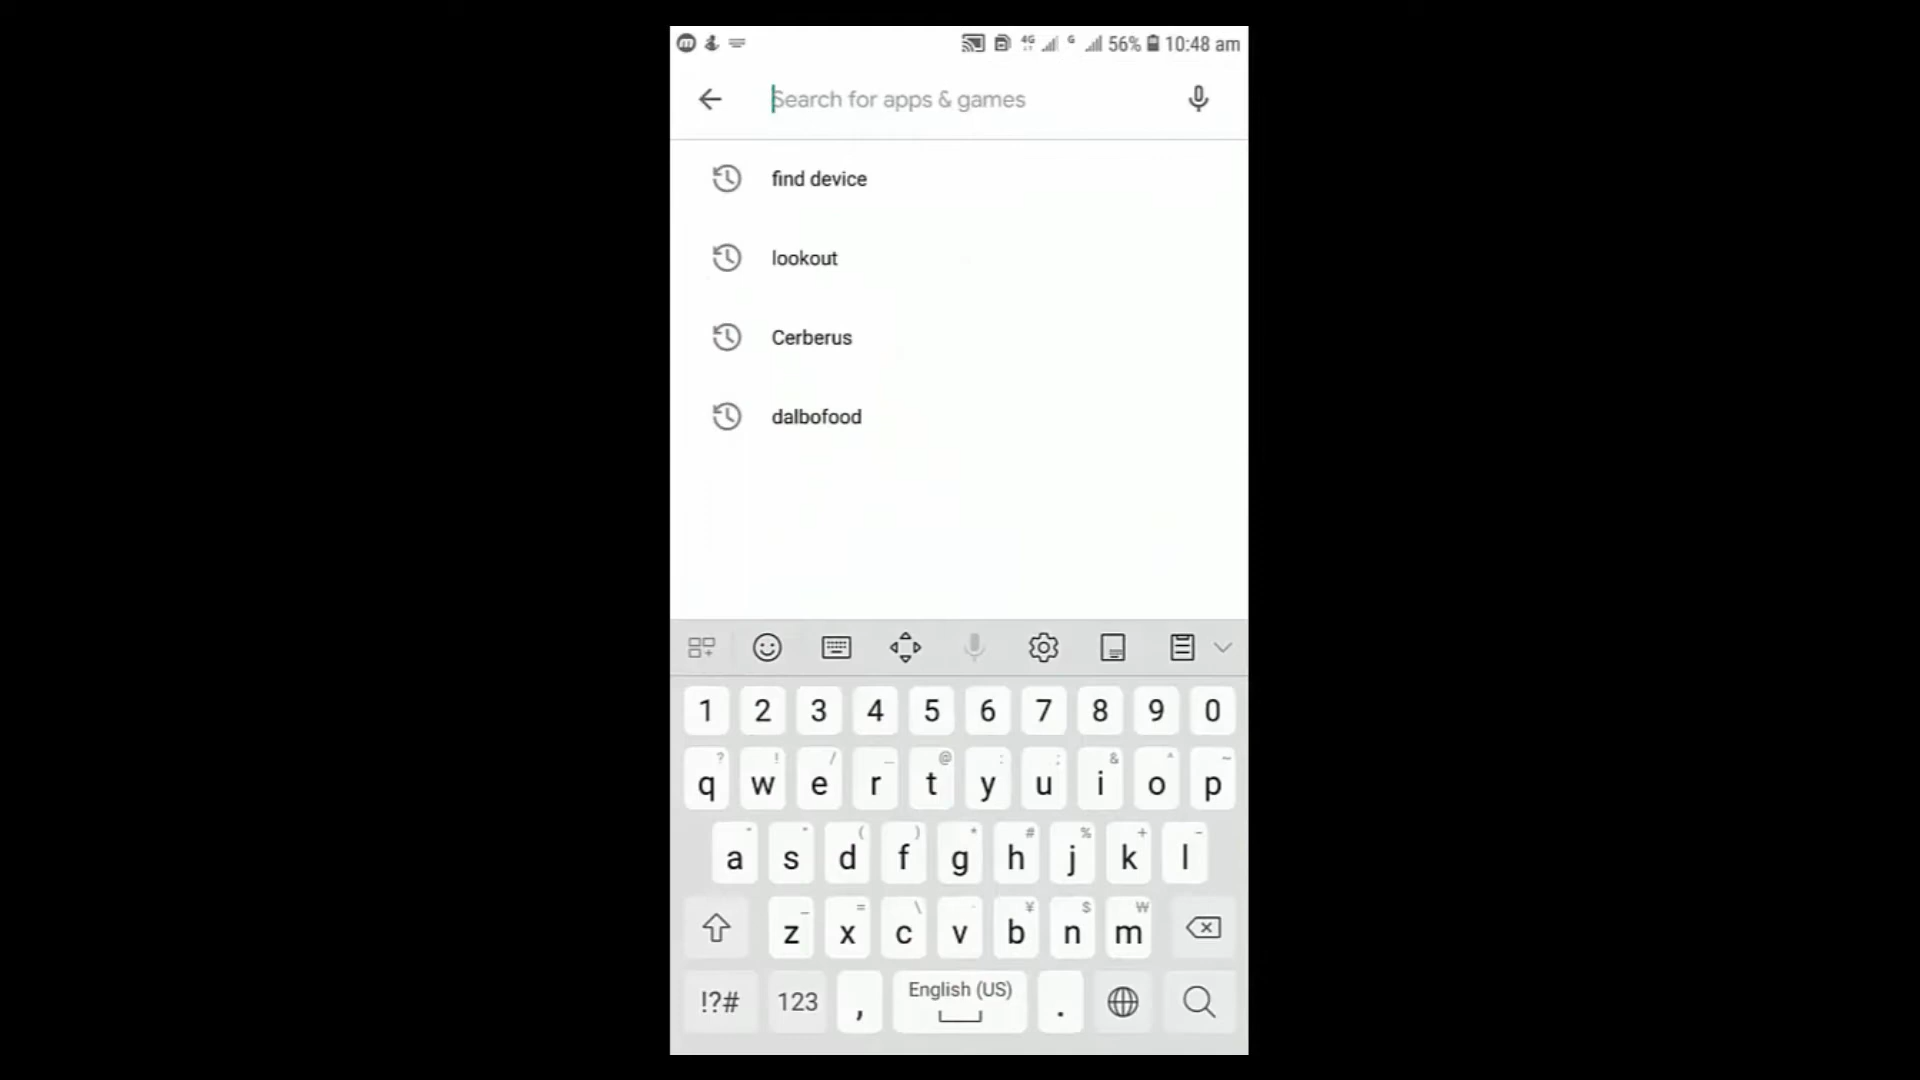 4G G 56% 10:48 am
Search for apps & games
find device
lookout
Cerberus
dalbofood
1 2 3 4 5 6 7 8 9 0
q w e r t y u i o p
a s d f g h j k l
z x c v b n m
!?# 123 , English (US) .